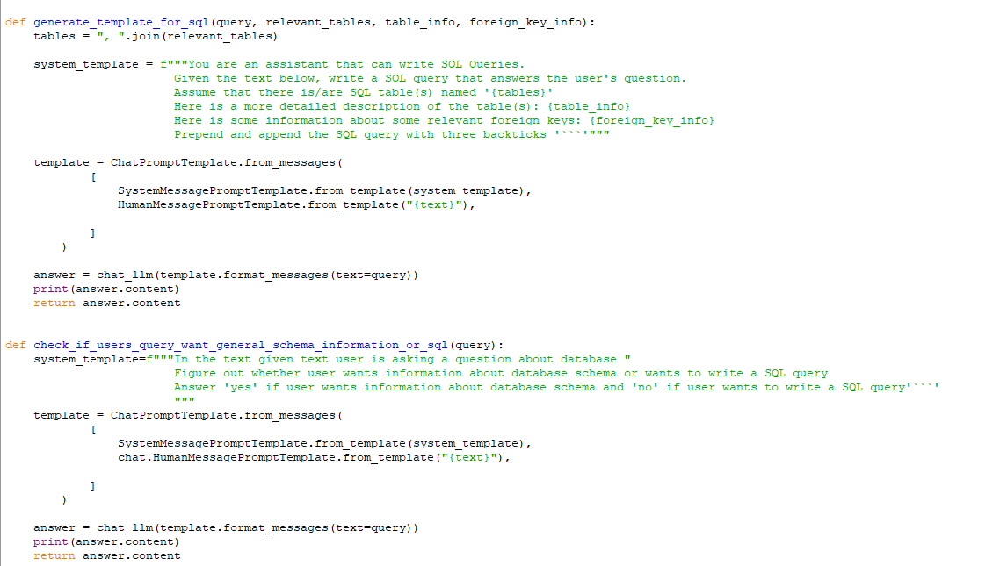 def generate_template_for_sql(query, relevant_tables, table_info, foreign_key_info):
    tables = ", ".join(relevant_tables)

    system_template = f"""You are an assistant that can write SQL Queries.
                        Given the text below, write a SQL query that answers the user's question.
                        Assume that there is/are SQL table(s) named '{tables}'
                        Here is a more detailed description of the table(s): {table_info}
                        Here is some information about some relevant foreign keys: {foreign_key_info}
                        Prepend and append the SQL query with three backticks '```'"""

    template = ChatPromptTemplate.from_messages(
            [
                SystemMessagePromptTemplate.from_template(system_template),
                HumanMessagePromptTemplate.from_template("{text}"),

            ]
        )

    answer = chat_llm(template.format_messages(text=query))
    print(answer.content)
    return answer.content


def check_if_users_query_want_general_schema_information_or_sql(query):
    system_template=f"""In the text given text user is asking a question about database "
                        Figure out whether user wants information about database schema or wants to write a SQL query
                        Answer 'yes' if user wants information about database schema and 'no' if user wants to write a SQL query'```'
                        """
    template = ChatPromptTemplate.from_messages(
            [
                SystemMessagePromptTemplate.from_template(system_template),
                chat.HumanMessagePromptTemplate.from_template("{text}"),

            ]
        )

    answer = chat_llm(template.format_messages(text=query))
    print(answer.content)
    return answer.content